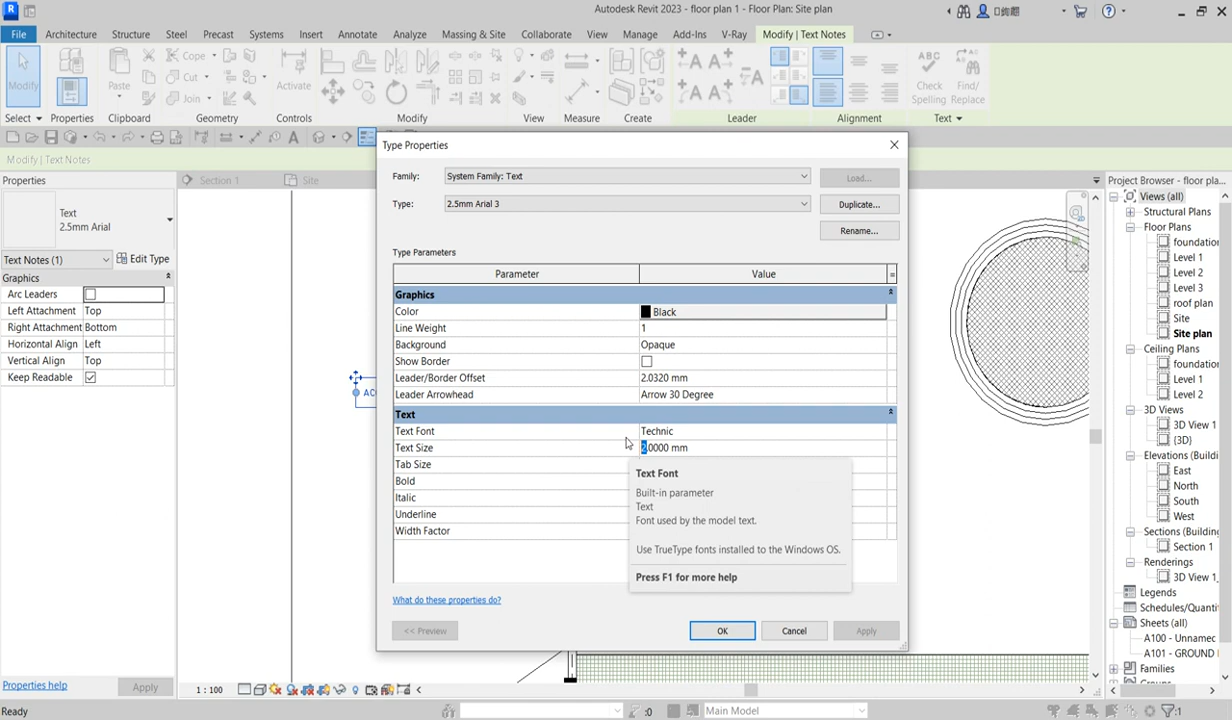 Autodesk Revit 2023 - floor plan 1 - Floor Plan: Site plan
File Architecture Structure Steel Precast Systems Insert Annotate Analyze Massing & Site Collaborate View Manage Add-Ins V-Ray Modify | Text Notes
Modify
Paste
Cope
Cut
Join
Activate
Check Spelling
Find/ Replace
Select Properties Clipboard Geometry Controls Modify View Measure Create Leader Alignment Text
Modify | Text Notes
Properties
Text
2.5mm Arial
Text Notes (1) Edit Type
Graphics
Arc Leaders
Left Attachment Top
Right Attachment Bottom
Horizontal Align Left
Vertical Align Top
Keep Readable
Properties help Apply
Section 1 Site
Type Properties
Family: System Family: Text Load...
Type: 2.5mm Arial 3 Duplicate...
Rename...
Type Parameters
Parameter Value =
Graphics
Color Black
Line Weight 1
Background Opaque
Show Border
Leader/Border Offset 2.0320 mm
Leader Arrowhead Arrow 30 Degree
Text
Text Font Technic
Text Size 2.0000 mm
Tab Size
Bold
Italic
Underline
Width Factor
Text Font
Built-in parameter
Text
Font used by the model text.
Use TrueType fonts installed to the Windows OS.
Press F1 for more help
What do these properties do?
<< Preview OK Cancel Apply
Project Browser - floor pla...
Views (all)
Structural Plans
Floor Plans
foundatio
Level 1
Level 2
Level 3
roof plan
Site
Site plan
Ceiling Plans
foundatio
Level 1
Level 2
3D Views
3D View 1
{3D}
Elevations (Buildi
East
North
South
West
Sections (Building
Section 1
Renderings
3D View 1_
Legends
Schedules/Quanti
Sheets (all)
A100 - Unnamec
A101 - GROUND
Families
1 : 100
Ready
:0
Main Model
:1